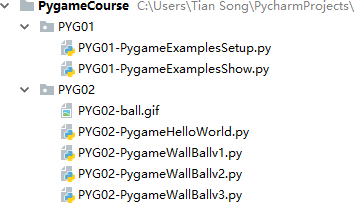 PygameCourse C:\Users\Tian Song\PycharmProjects\
PYG01
PYG01-PygameExamplesSetup.py
PYG01-PygameExamplesShow.py
PYG02
PYG02-ball.gif
PYG02-PygameHelloWorld.py
PYG02-PygameWallBallv1.py
PYG02-PygameWallBallv2.py
PYG02-PygameWallBallv3.py